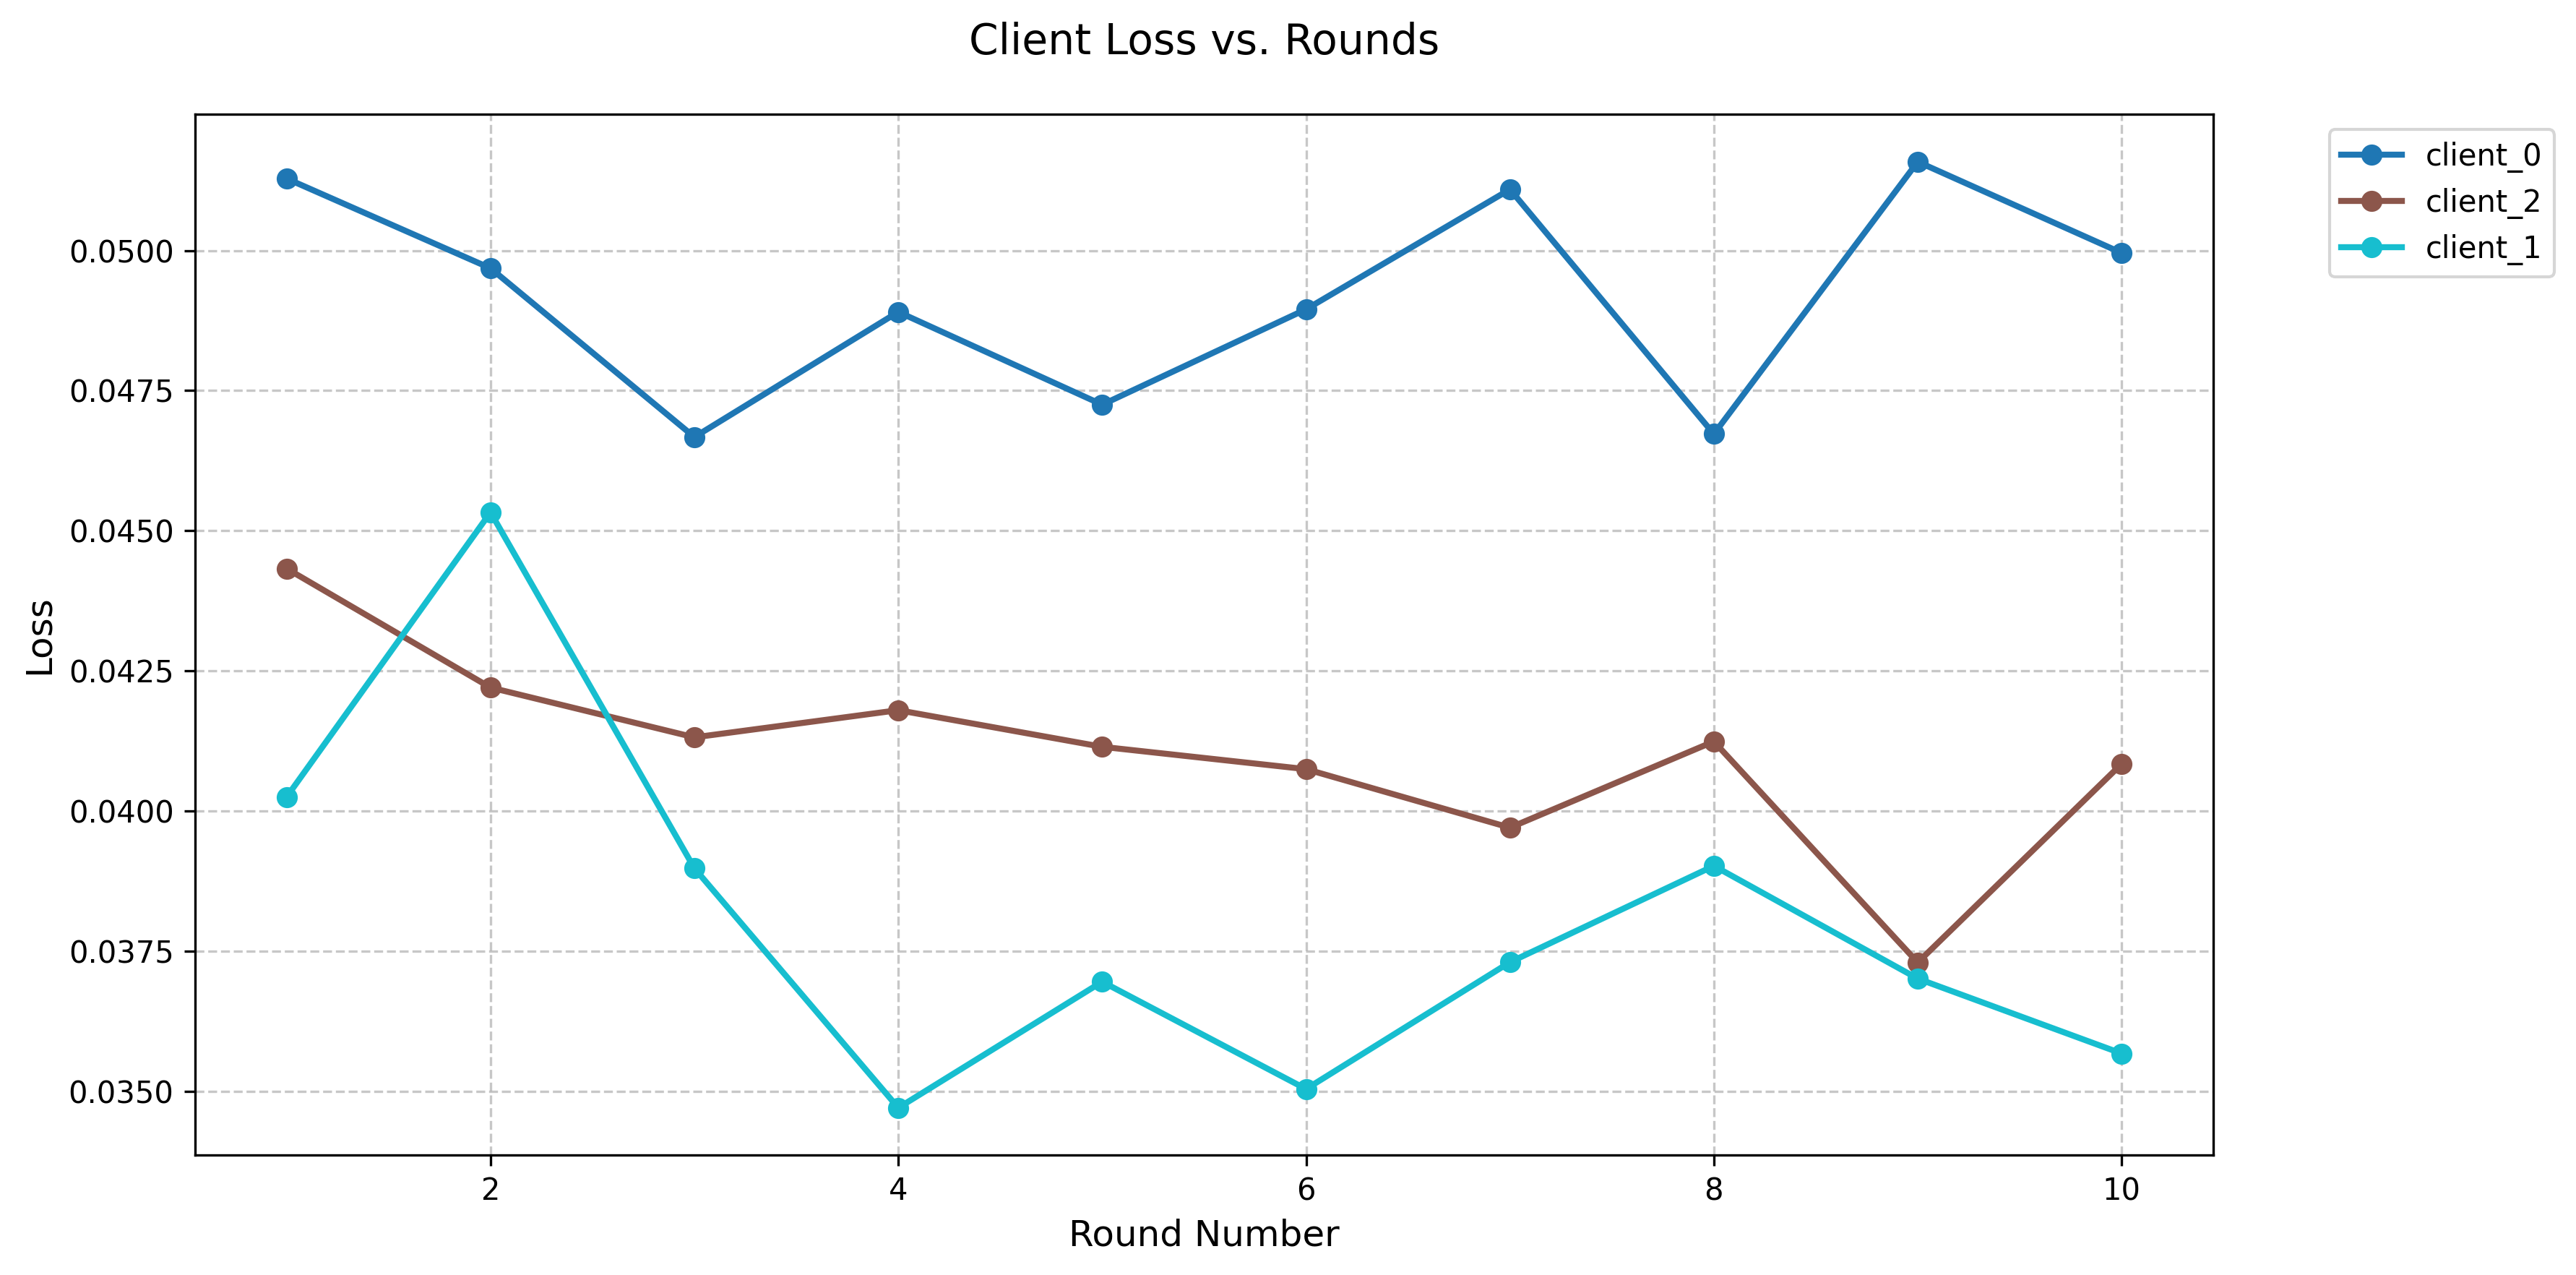 Client Loss vs. Rounds
client_0
client_2
client_1
0.0500
0.0475
0.0450
0.0425
0.0400
0.0375
0.0350
Loss
2 4 6 8 10
Round Number